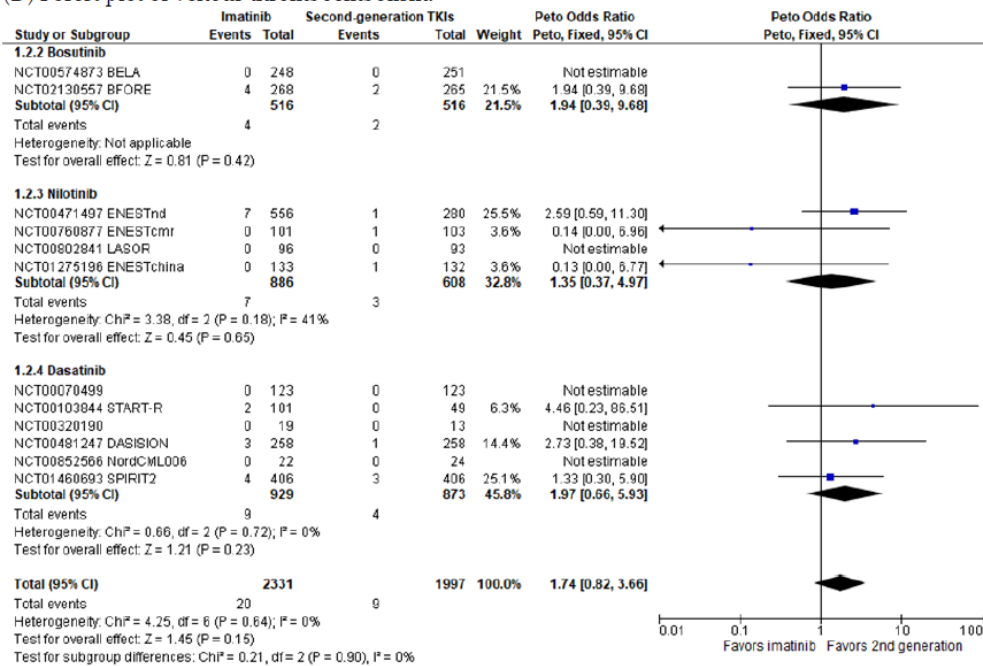 Imatinib Second-generation TKIs Peto Odds Ratio Peto Odds Ratio
Study or Subgroup Events Total Events Total Weight Peto, Fixed, 95% CI Peto, Fixed, 95% CI
1.2.2 Bosutinib
NCT00574873 BELA 0 248 0 251 Not estimable
NCT02130557 BFORE 4 268 2 265 21.5% 1.94 [0.39, 9.68]
Subtotal (95% CI) 516 516 21.5% 1.94 [0.39, 9.68]
Total events 4 2
Heterogeneity: Not applicable
Test for overall effect: Z = 0.81 (P = 0.42)
1.2.3 Nilotinib
NCT00471497 ENESTnd 7 556 1 280 25.5% 2.59 [0.59, 11.30]
NCT00760877 ENESTcmr 0 101 1 103 3.6% 0.14 [0.00, 6.96]
NCT00802841 LASOR 0 96 0 93 Not estimable
NCT01275196 ENESTchina 0 133 1 132 3.6% 0.13 [0.00, 6.77]
Subtotal (95% CI) 886 608 32.8% 1.35 [0.37, 4.97]
Total events 7 3
Heterogeneity: Chi² = 3.38, df = 2 (P = 0.18); I² = 41%
Test for overall effect: Z = 0.45 (P = 0.65)
1.2.4 Dasatinib
NCT00070499 0 123 0 123 Not estimable
NCT00103844 START-R 2 101 0 49 6.3% 4.46 [0.23, 86.51]
NCT00320190 0 19 0 13 Not estimable
NCT00481247 DASISION 3 258 1 258 14.4% 2.73 [0.38, 19.52]
NCT00852566 NordCML006 0 22 0 24 Not estimable
NCT01460693 SPIRIT2 4 406 3 406 25.1% 1.33 [0.30, 5.90]
Subtotal (95% CI) 929 873 45.8% 1.97 [0.66, 5.93]
Total events 9 4
Heterogeneity: Chi² = 0.66, df = 2 (P = 0.72); I² = 0%
Test for overall effect: Z = 1.21 (P = 0.23)
Total (95% CI) 2331 1997 100.0% 1.74 [0.82, 3.66]
Total events 20 9
Heterogeneity: Chi² = 4.25, df = 6 (P = 0.64); I² = 0%
Test for overall effect: Z = 1.45 (P = 0.15)
Test for subgroup differences: Chi² = 0.21, df = 2 (P = 0.90), I² = 0%
0.01 0.1 1 10 100
Favors imatinib Favors 2nd generation